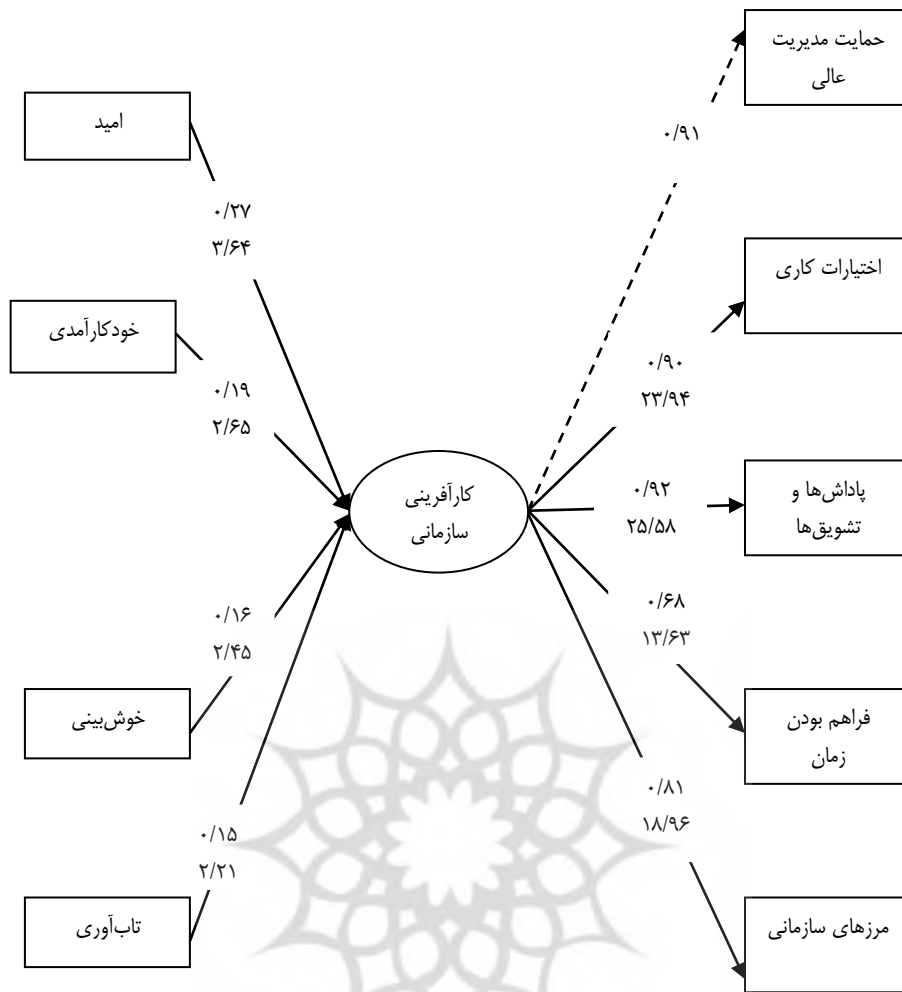 حمایت مدیریت
عالی
امید
۰/۹۱
۰/۲۷
۳/۶۴
اختیارات کاری
خودکارآمدی
۰/۹۰
۲۳/۹۴
۰/۱۹
۲/۶۵
پاداش‌ها و
تشویق‌ها
۰/۹۲
۲۵/۵۸
کارآفرینی
سازمانی
۰/۶۸
۱۳/۶۳
۰/۱۶
۲/۴۵
فراهم بودن
زمان
خوش‌بینی
۰/۸۱
۱۸/۹۶
۰/۱۵
۲/۲۱
مرزهای سازمانی
تاب‌آوری